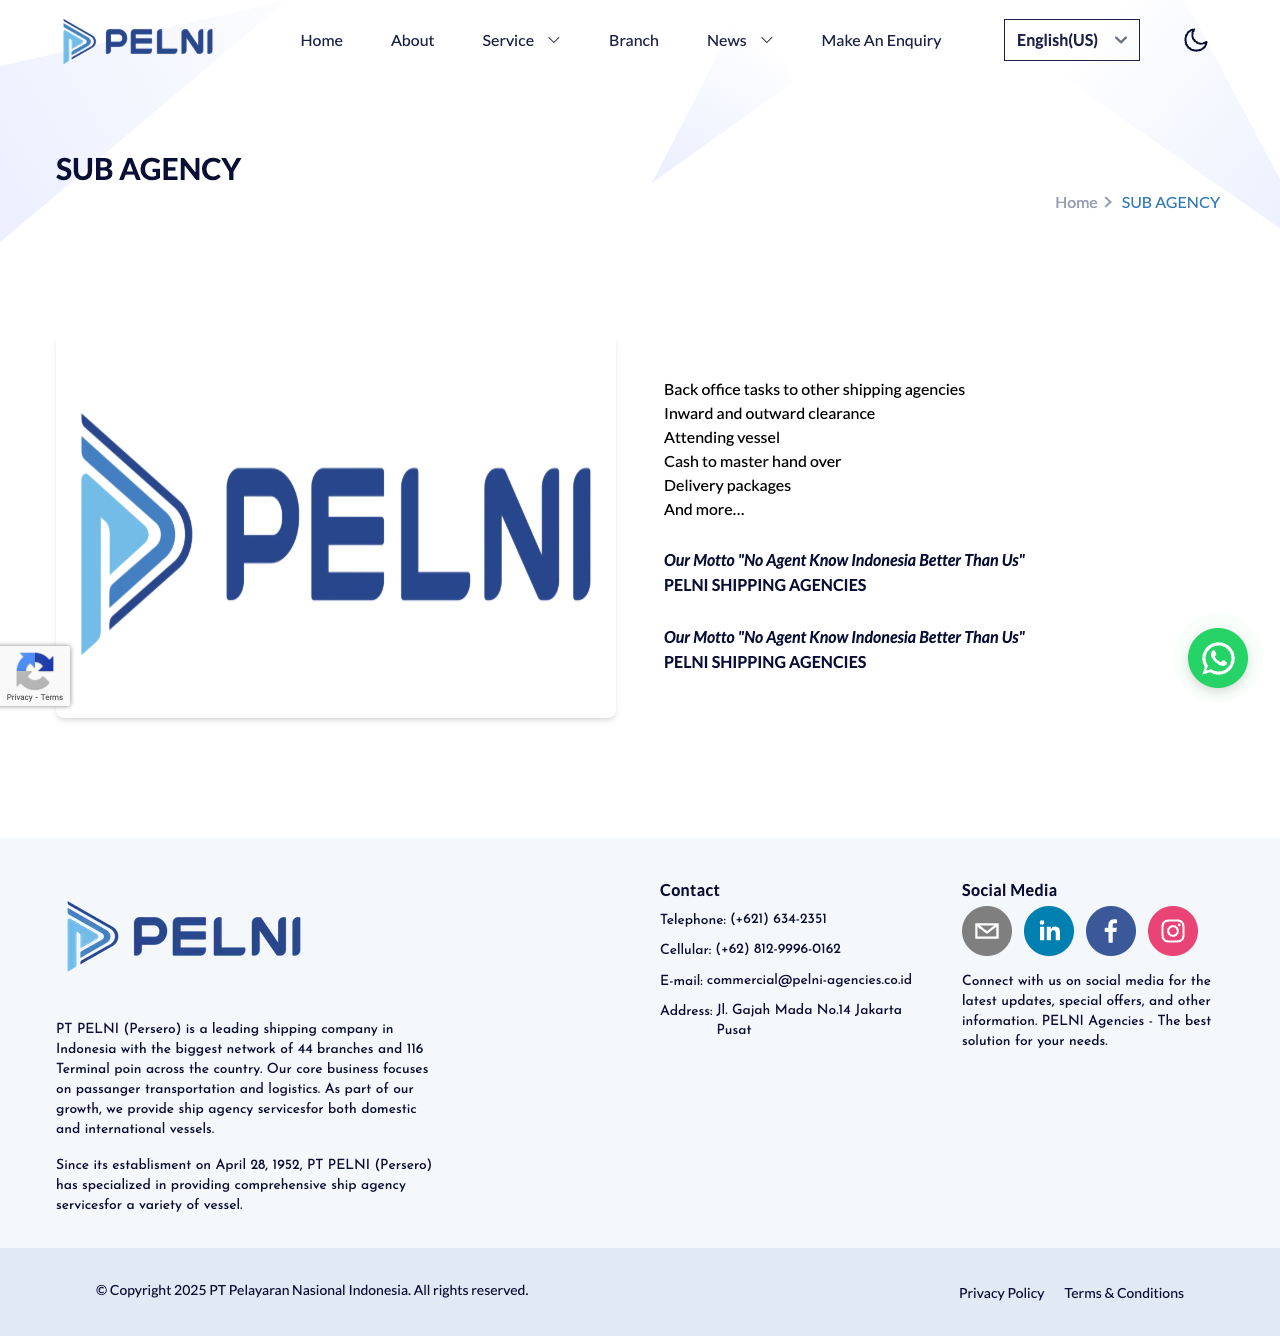 PELNI
Home
About
Service
Branch
News
Make An Enquiry
English(US)
SUB AGENCY
Home
SUB AGENCY
PELNI
Back office tasks to other shipping agencies
Inward and outward clearance
Attending vessel
Cash to master hand over
Delivery packages
And more...
Our Motto "No Agent Know Indonesia Better Than Us"
PELNI SHIPPING AGENCIES
Our Motto "No Agent Know Indonesia Better Than Us"
PELNI SHIPPING AGENCIES
Privacy - Terms
PELNI
PT PELNI (Persero) is a leading shipping company in
Indonesia with the biggest network of 44 branches and 116
Terminal poin across the country. Our core business focuses
on passanger transportation and logistics. As part of our
growth, we provide ship agency servicesfor both domestic
and international vessels.
Since its establisment on April 28, 1952, PT PELNI (Persero)
has specialized in providing comprehensive ship agency
servicesfor a variety of vessel.
Contact
Telephone: (+621) 634-2351
Cellular: (+62) 812-9996-0162
E-mail: commercial@pelni-agencies.co.id
Address: Jl. Gajah Mada No.14 Jakarta
Pusat
Social Media
Connect with us on social media for the
latest updates, special offers, and other
information. PELNI Agencies - The best
solution for your needs.
© Copyright 2025 PT Pelayaran Nasional Indonesia. All rights reserved.
Privacy Policy
Terms & Conditions